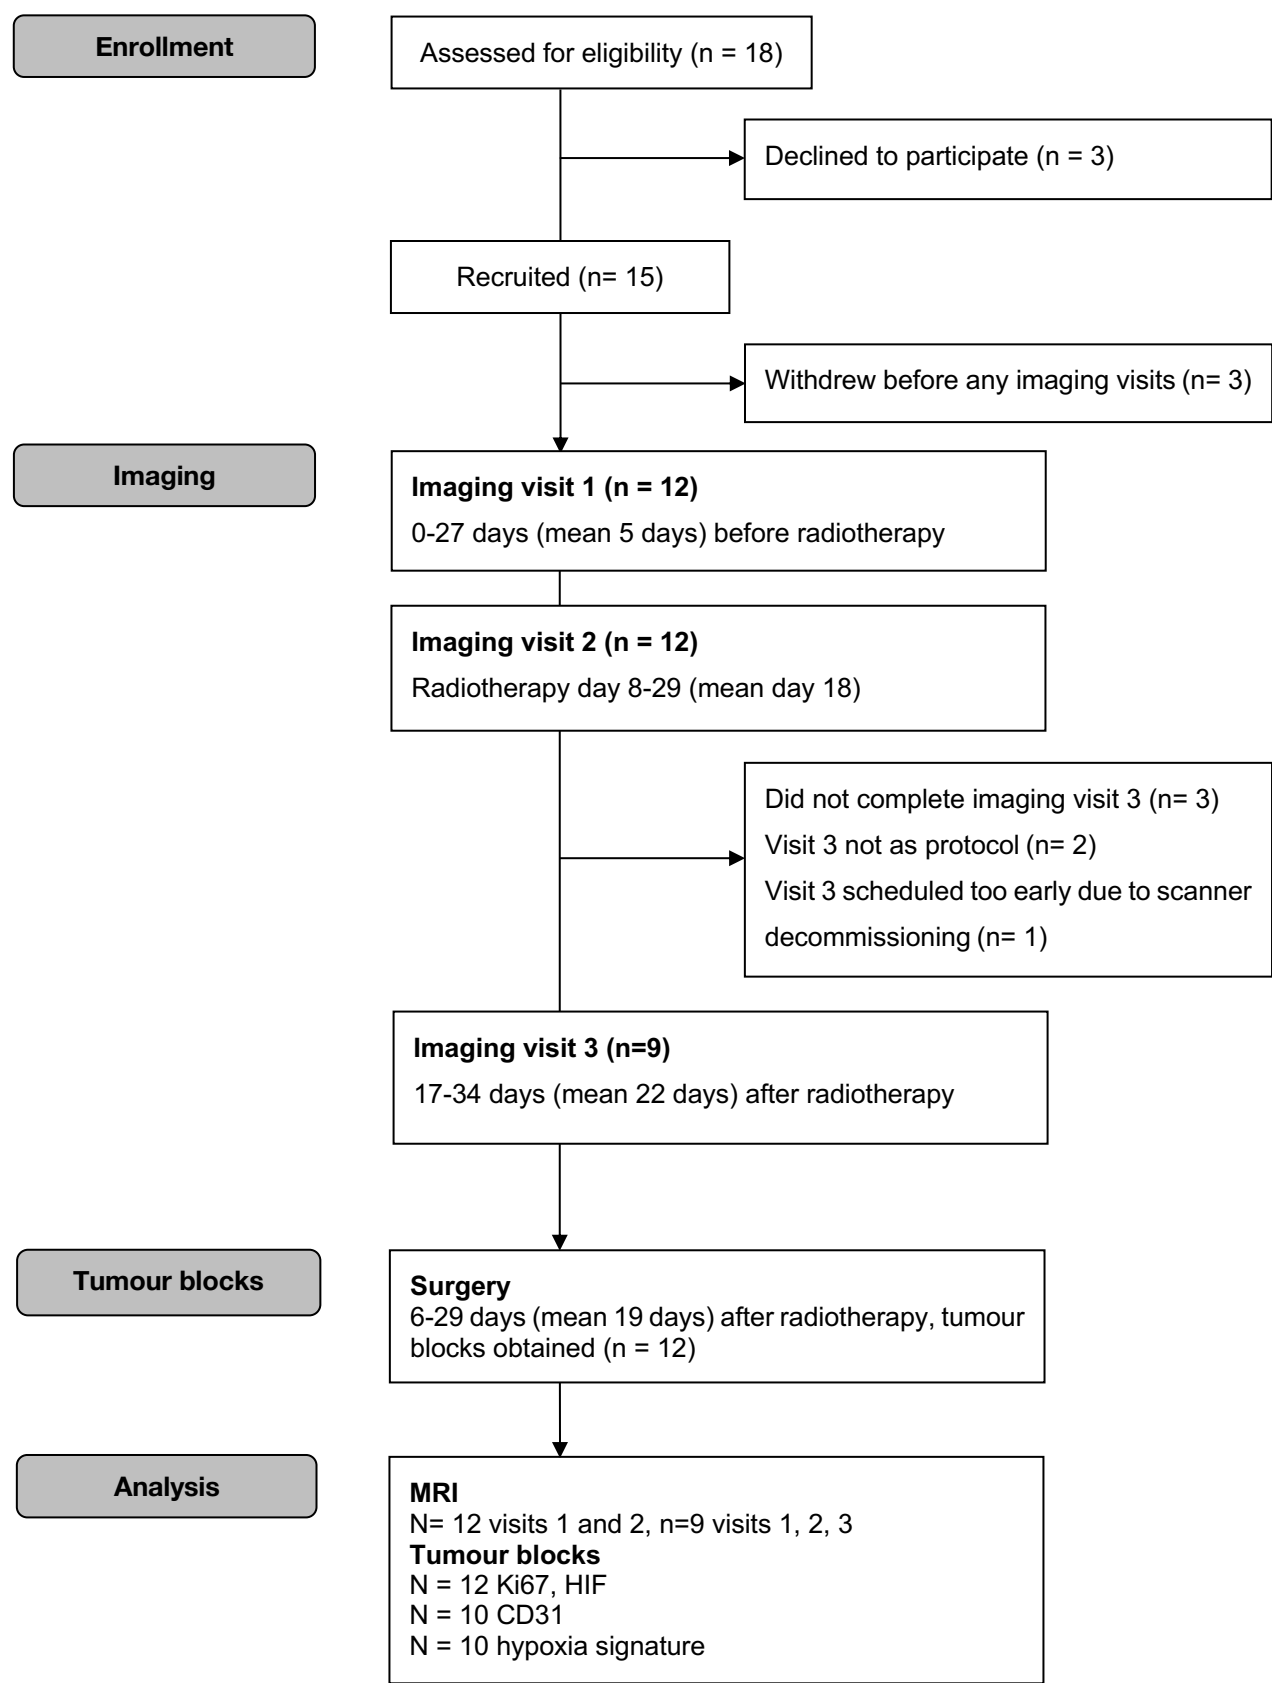 Enrollment
Assessed for eligibility (n = 18)
Declined to participate (n = 3)
Recruited (n= 15)
Withdrew before any imaging visits (n= 3)
Imaging
Imaging visit 1 (n = 12)
0-27 days (mean 5 days) before radiotherapy
Imaging visit 2 (n = 12)
Radiotherapy day 8-29 (mean day 18)
Did not complete imaging visit 3 (n= 3)
Visit 3 not as protocol (n= 2)
Visit 3 scheduled too early due to scanner
decommissioning (n= 1)
Imaging visit 3 (n=9)
17-34 days (mean 22 days) after radiotherapy
Tumour blocks
Surgery
6-29 days (mean 19 days) after radiotherapy, tumour
blocks obtained (n = 12)
Analysis
MRI
N= 12 visits 1 and 2, n=9 visits 1, 2, 3
Tumour blocks
N = 12 Ki67, HIF
N = 10 CD31
N = 10 hypoxia signature